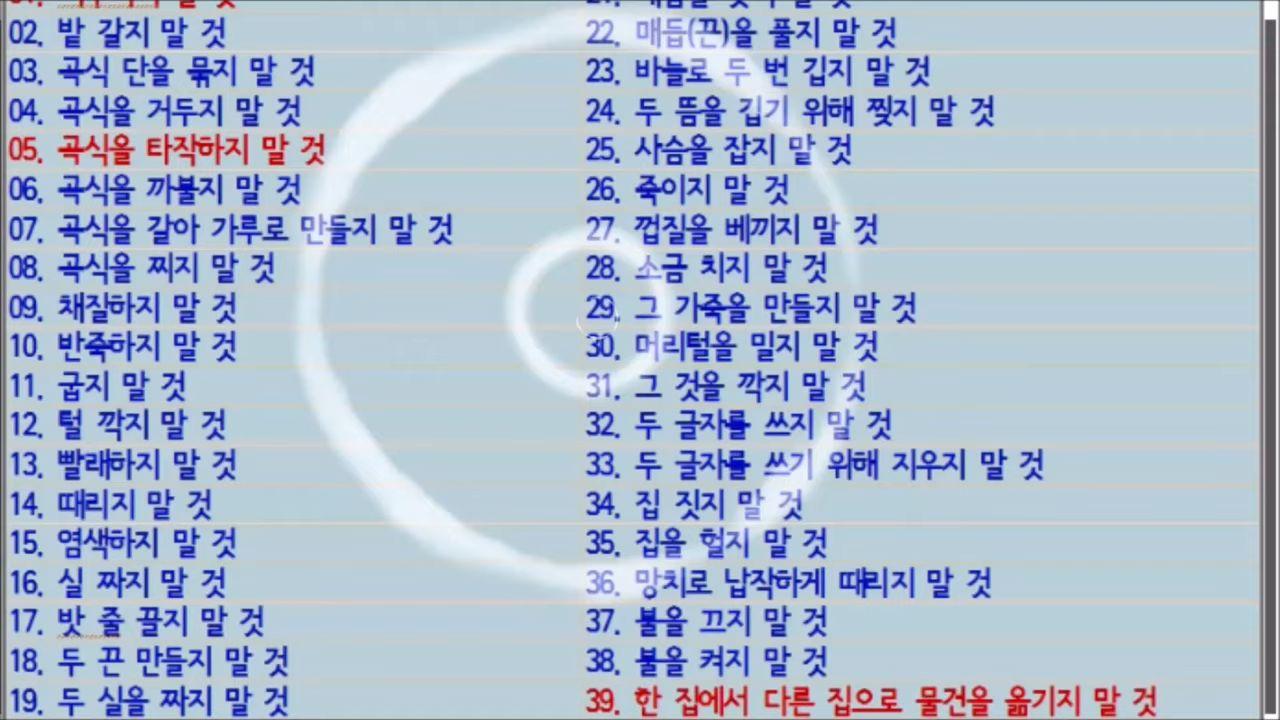 02. 밭 갈지 말 것
03. 곡식 단을 묶지 말 것
04. 곡식을 거두지 말 것
05. 곡식을 타작하지 말 것
06. 곡식을 까불지 말 것
07. 곡식을 갈아 가루로 만들지 말 것
08. 곡식을 찌지 말 것
09. 채질하지 말 것
10. 반죽하지 말 것
11. 굽지 말 것
12. 털 깍지 말 것
13. 빨래하지 말 것
14. 때리지 말 것
15. 염색하지 말 것
16. 실 짜지 말 것
17. 밧 줄 끌지 말 것
18. 두 끈 만들지 말 것
19. 두 실을 짜지 말 것
22. 매듭(끈)을 풀지 말 것
23. 바늘로 두 번 깁지 말 것
24. 두 뜸을 깁기 위해 찢지 말 것
25. 사슴을 잡지 말 것
26. 죽이지 말 것
27. 껍질을 베끼지 말 것
28. 소금 치지 말 것
29. 그 가죽을 만들지 말 것
30. 머리털을 밀지 말 것
31. 그 것을 깍지 말 것
32. 두 글자를 쓰지 말 것
33. 두 글자를 쓰기 위해 지우지 말 것
34. 집 짓지 말 것
35. 집을 헐지 말 것
36. 망치로 납작하게 때리지 말 것
37. 불을 끄지 말 것
38. 불을 켜지 말 것
39. 한 집에서 다른 집으로 물건을 옮기지 말 것